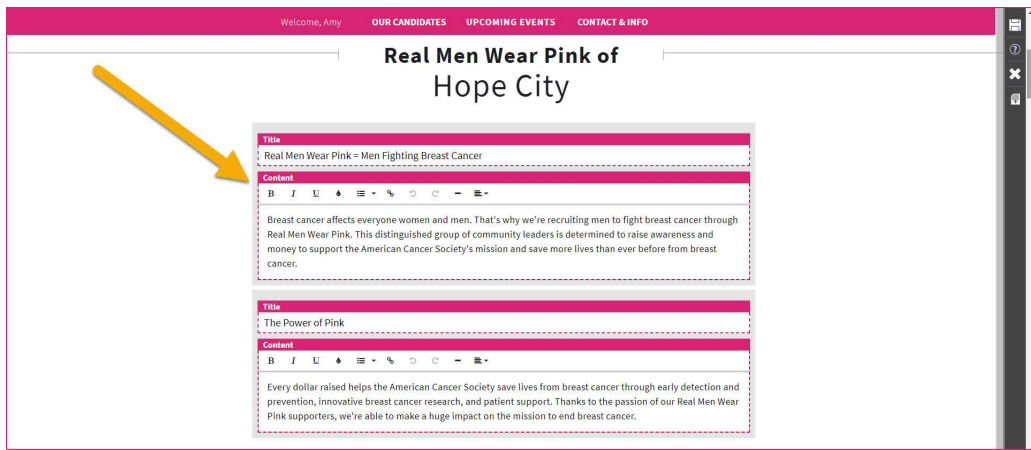 Welcome, Amy OUR CANDIDATES UPCOMING EVENTS CONTACT & INFO
Real Men Wear Pink of
Hope City
Title
Real Men Wear Pink = Men Fighting Breast Cancer
Content
B I U
Breast cancer affects everyone women and men. That's why we're recruiting men to fight breast cancer through
Real Men Wear Pink. This distinguished group of community leaders is determined to raise awareness and
money to support the American Cancer Society's mission and save more lives than ever before from breast
cancer.
Title
The Power of Pink
Content
B I U
Every dollar raised helps the American Cancer Society save lives from breast cancer through early detection and
prevention, innovative breast cancer research, and patient support. Thanks to the passion of our Real Men Wear
Pink supporters, we're able to make a huge impact on the mission to end breast cancer.